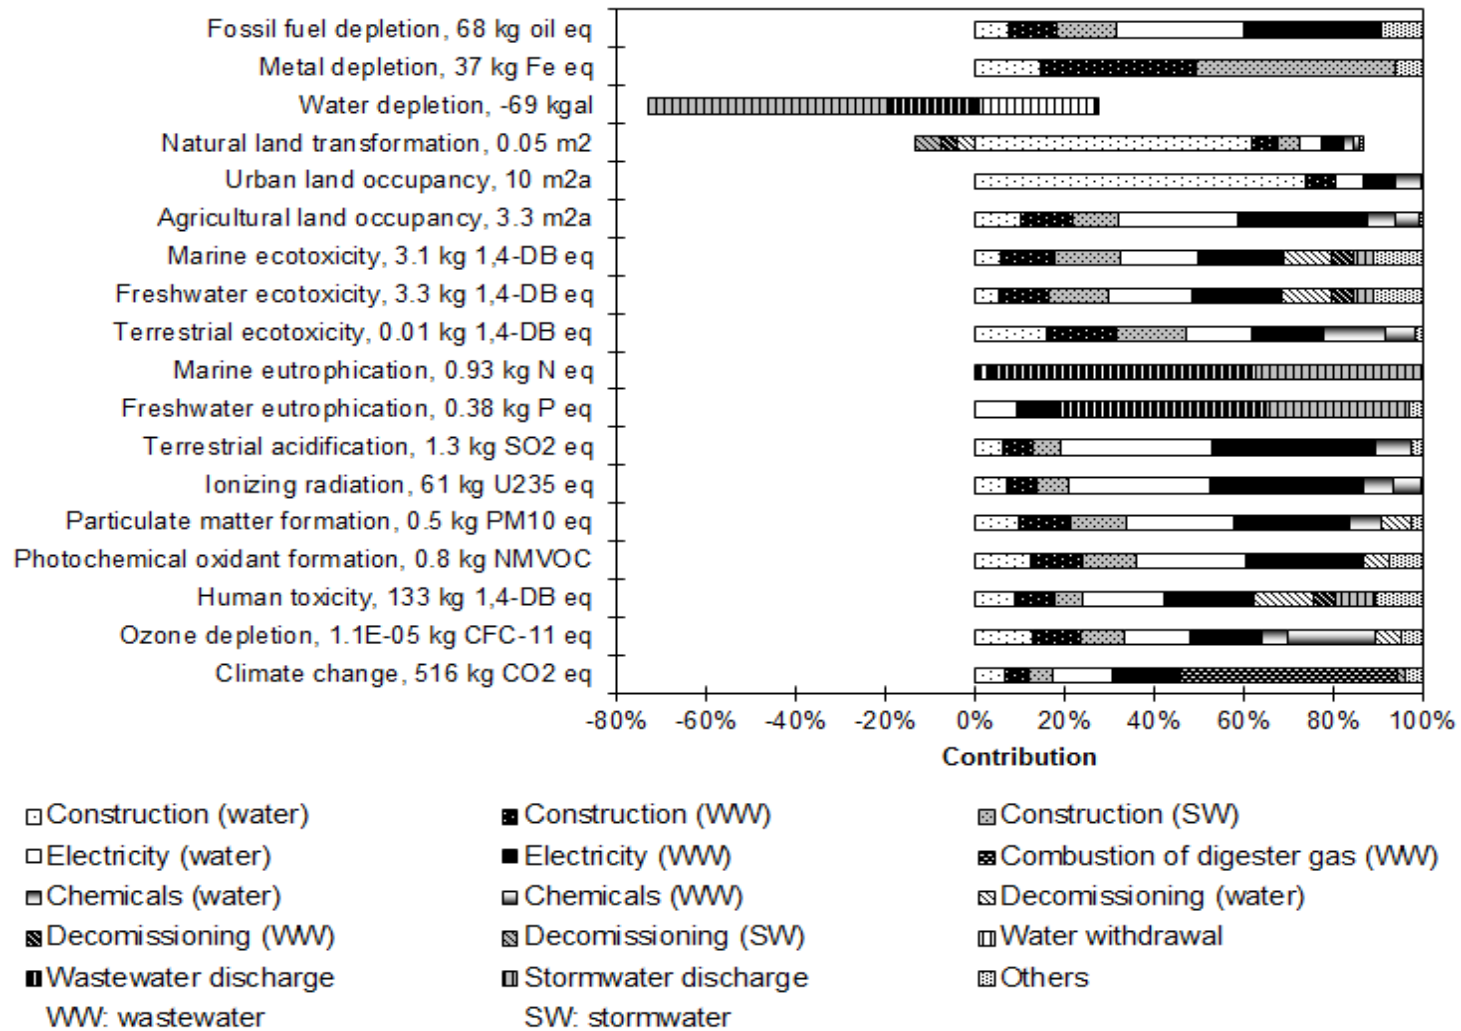 Fossil fuel depletion, 68 kg oil eq
Metal depletion, 37 kg Fe eq
Water depletion, -69 kgal
Natural land transformation, 0.05 m2
Urban land occupancy, 10 m2a
Agricultural land occupancy, 3.3 m2a
Marine ecotoxicity, 3.1 kg 1,4-DB eq
Freshwater ecotoxicity, 3.3 kg 1,4-DB eq
Terrestrial ecotoxicity, 0.01 kg 1,4-DB eq
Marine eutrophication, 0.93 kg N eq
Freshwater eutrophication, 0.38 kg P eq
Terrestrial acidification, 1.3 kg SO2 eq
Ionizing radiation, 61 kg U235 eq
Particulate matter formation, 0.5 kg PM10 eq
Photochemical oxidant formation, 0.8 kg NMVOC
Human toxicity, 133 kg 1,4-DB eq
Ozone depletion, 1.1E-05 kg CFC-11 eq
Climate change, 516 kg CO2 eq
-80% -60% -40% -20% 0% 20% 40% 60% 80% 100%
Contribution
Construction (water) Construction (WW) Construction (SW)
Electricity (water) Electricity (WW) Combustion of digester gas (WW)
Chemicals (water) Chemicals (WW) Decomissioning (water)
Decomissioning (WW) Decomissioning (SW) Water withdrawal
Wastewater discharge Stormwater discharge Others
WW: wastewater SW: stormwater